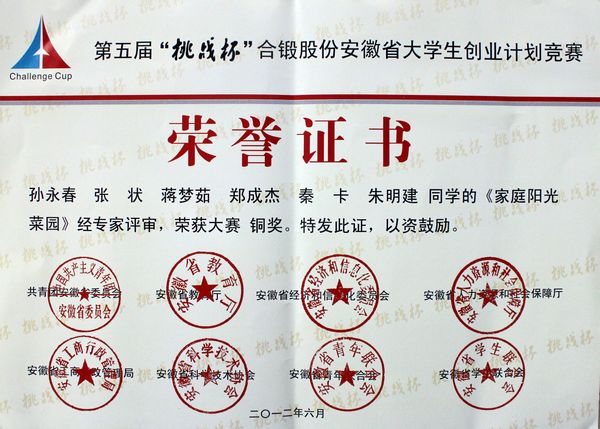 Challenge Cup
第五届“挑战杯”合锻股份安徽省大学生创业计划竞赛
荣誉证书
孙永春 张 状 蒋梦茹 郑成杰 秦 卡 朱明建 同学的《家庭阳光
菜园》经专家评审，荣获大赛 铜奖。特发此证，以资鼓励。
共青团安徽省委员会 安徽省教育厅 安徽省经济和信息化委员会 安徽省人力资源和社会保障厅
安徽省工商行政管理局 安徽省科学技术协会 安徽省青年联合会 安徽省学生联合会
二〇一二年六月